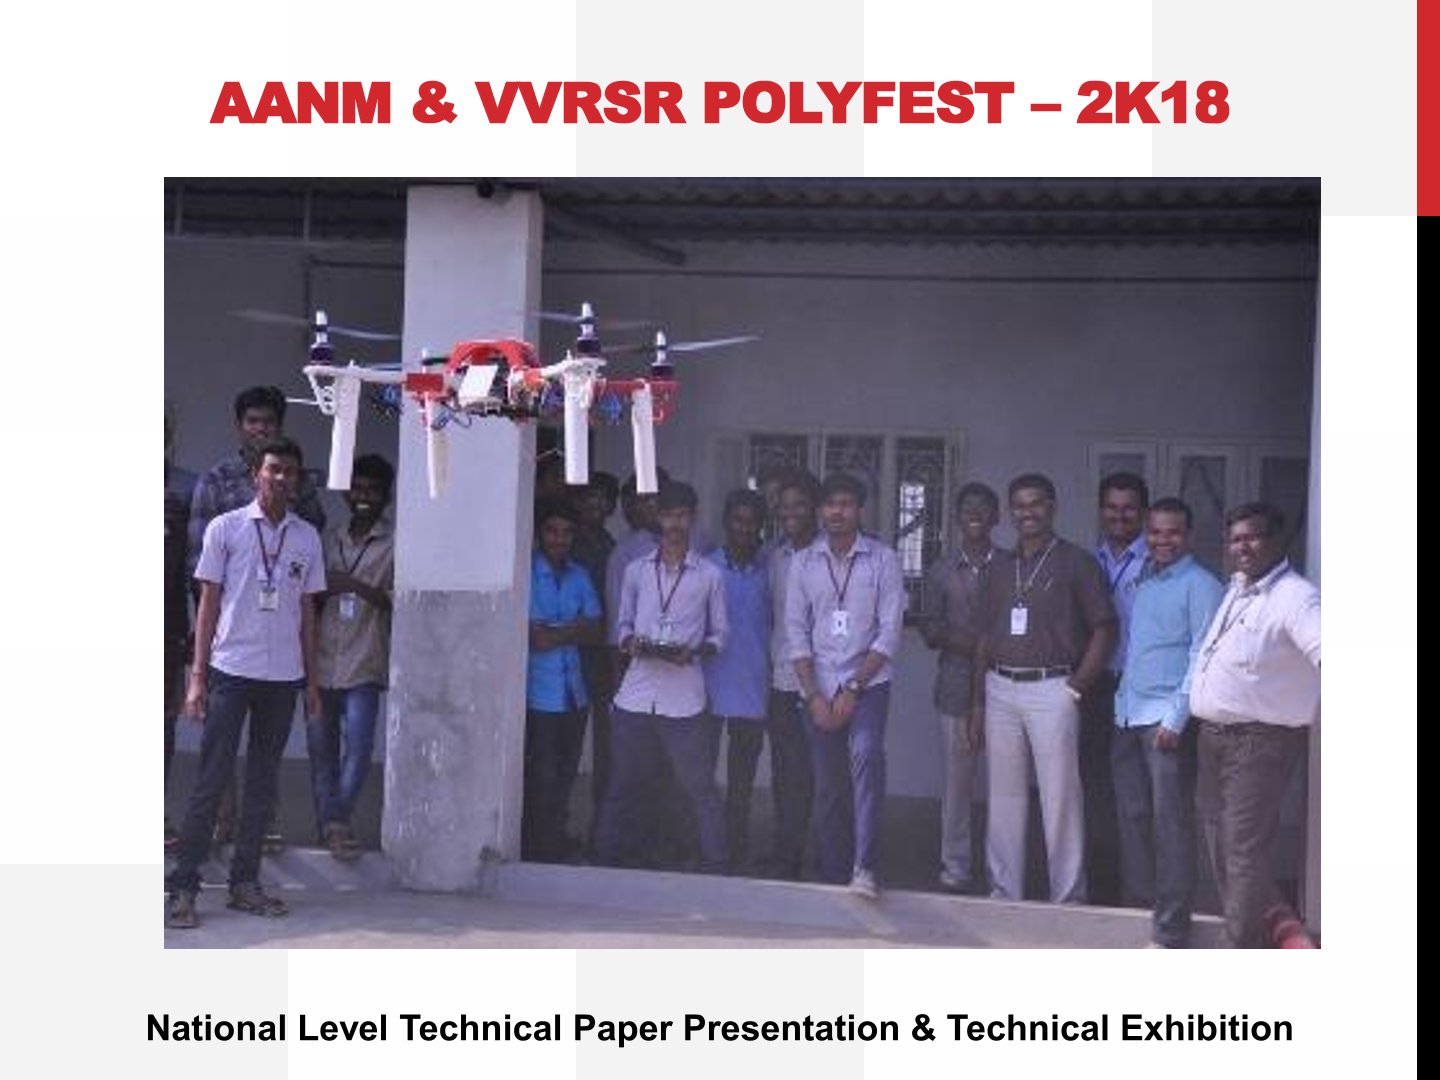 AANM & VVRSR POLYFEST – 2K18
National Level Technical Paper Presentation & Technical Exhibition